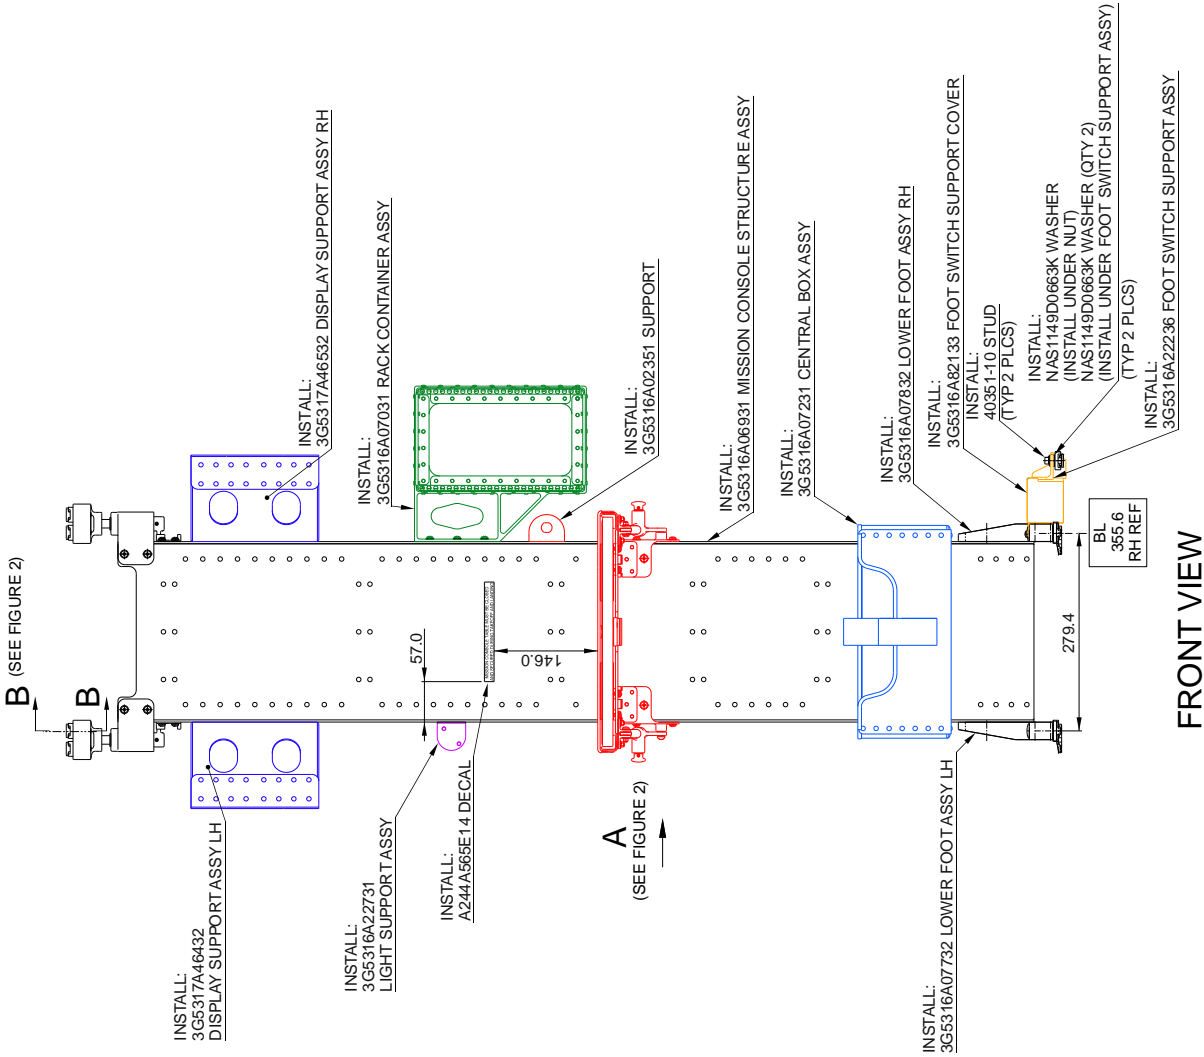 B (SEE FIGURE 2)
B
INSTALL:
3G5317A46532 DISPLAY SUPPORT ASSY RH
INSTALL:
3G5316A07031 RACK CONTAINER ASSY
INSTALL:
3G5316A02351 SUPPORT
INSTALL:
3G5316A06931 MISSION CONSOLE STRUCTURE ASSY
INSTALL:
3G5316A07231 CENTRAL BOX ASSY
INSTALL:
3G5316A07832 LOWER FOOT ASSY RH
INSTALL:
3G5316A82133 FOOT SWITCH SUPPORT COVER
INSTALL:
40351-10 STUD
(TYP 2 PLCS)
INSTALL:
NAS1149D0663K WASHER
(INSTALL UNDER NUT)
NAS1149D0663K WASHER (QTY 2)
(INSTALL UNDER FOOT SWITCH SUPPORT ASSY)
(TYP 2 PLCS)
INSTALL:
3G5316A22236 FOOT SWITCH SUPPORT ASSY
57.0
146.0
BL
355.6
RH REF
279.4
INSTALL:
3G5317A46432
DISPLAY SUPPORT ASSY LH
INSTALL:
3G5316A22731
LIGHT SUPPORT ASSY
INSTALL:
A244A565E14 DECAL
A
(SEE FIGURE 2)
INSTALL:
3G5316A07732 LOWER FOOT ASSY LH
FRONT VIEW